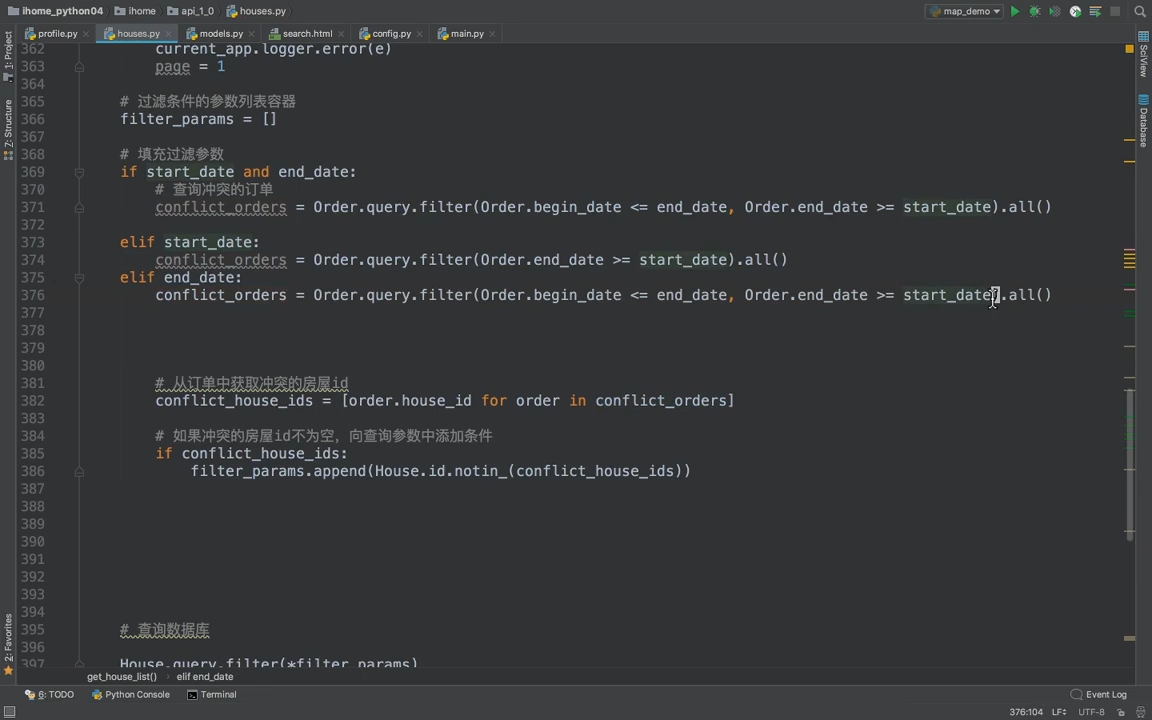 ihome_python04 ihome api_1_0 houses.py map_demo
profile.py houses.py models.py search.html config.py main.py
362 current_app.logger.error(e)
363 page = 1
364
365 # 过滤条件的参数列表容器
366 filter_params = []
367
368 # 填充过滤参数
369 if start_date and end_date:
370 # 查询冲突的订单
371 conflict_orders = Order.query.filter(Order.begin_date <= end_date, Order.end_date >= start_date).all()
372
373 elif start_date:
374 conflict_orders = Order.query.filter(Order.end_date >= start_date).all()
375 elif end_date:
376 conflict_orders = Order.query.filter(Order.begin_date <= end_date, Order.end_date >= start_date).all()
377
378
379
380
381 # 从订单中获取冲突的房屋id
382 conflict_house_ids = [order.house_id for order in conflict_orders]
383
384 # 如果冲突的房屋id不为空，向查询参数中添加条件
385 if conflict_house_ids:
386 filter_params.append(House.id.notin_(conflict_house_ids))
387
388
389
390
391
392
393
394
395 # 查询数据库
396
397 House.query.filter(*filter_params)
get_house_list() › elif end_date
6: TODO Python Console Terminal Event Log
376:104 LF UTF-8
1: Project
7: Structure
2: Favorites
SciView
Database